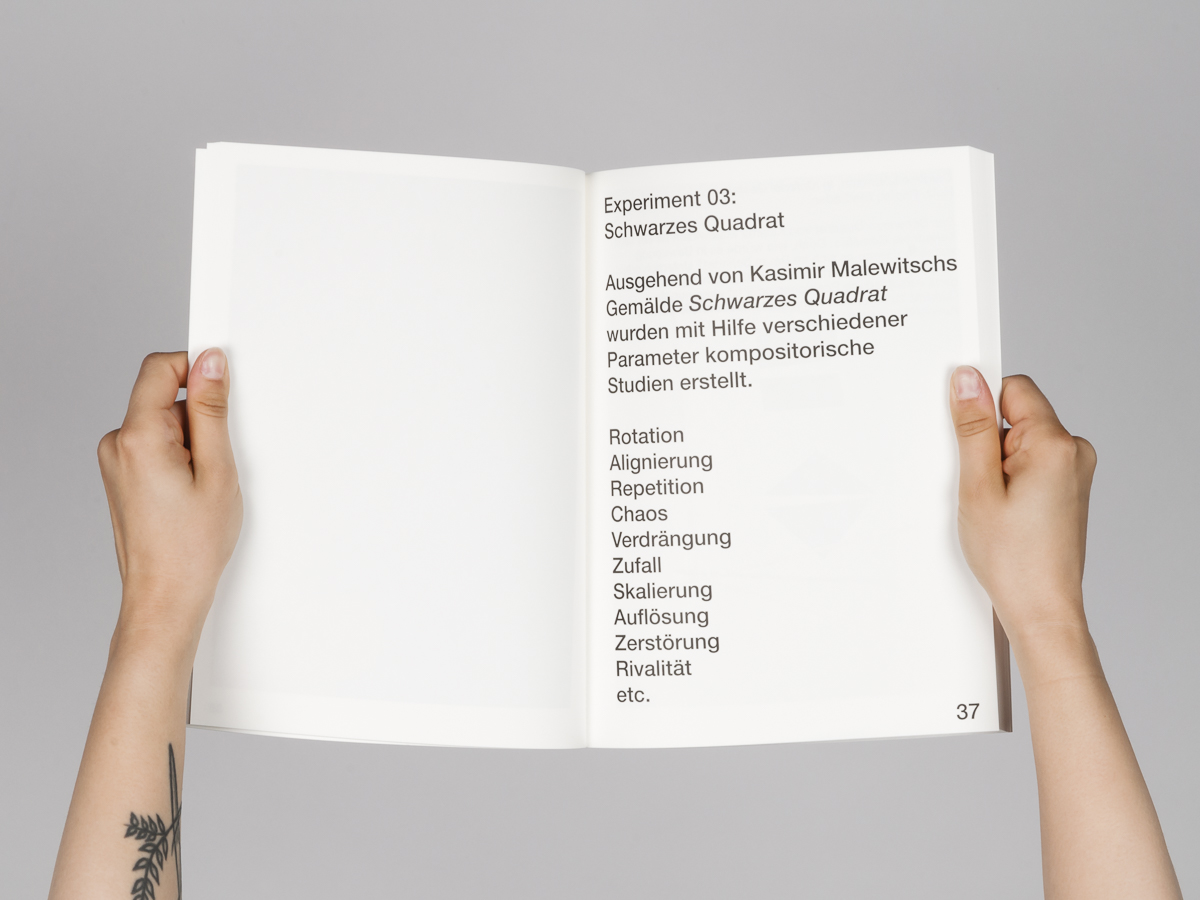 Experiment 03:
Schwarzes Quadrat
Ausgehend von Kasimir Malewitschs
Gemälde Schwarzes Quadrat
wurden mit Hilfe verschiedener
Parameter kompositorische
Studien erstellt.
Rotation
Alignierung
Repetition
Chaos
Verdrängung
Zufall
Skalierung
Auflösung
Zerstörung
Rivalität
etc.
37